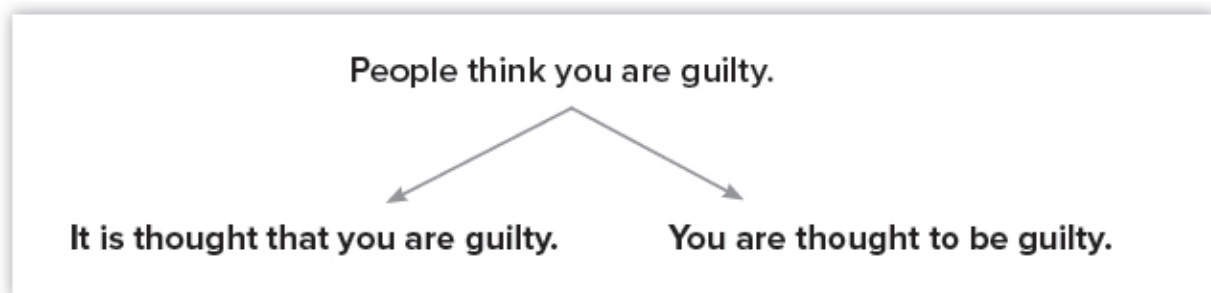 People think you are guilty.
It is thought that you are guilty.
You are thought to be guilty.